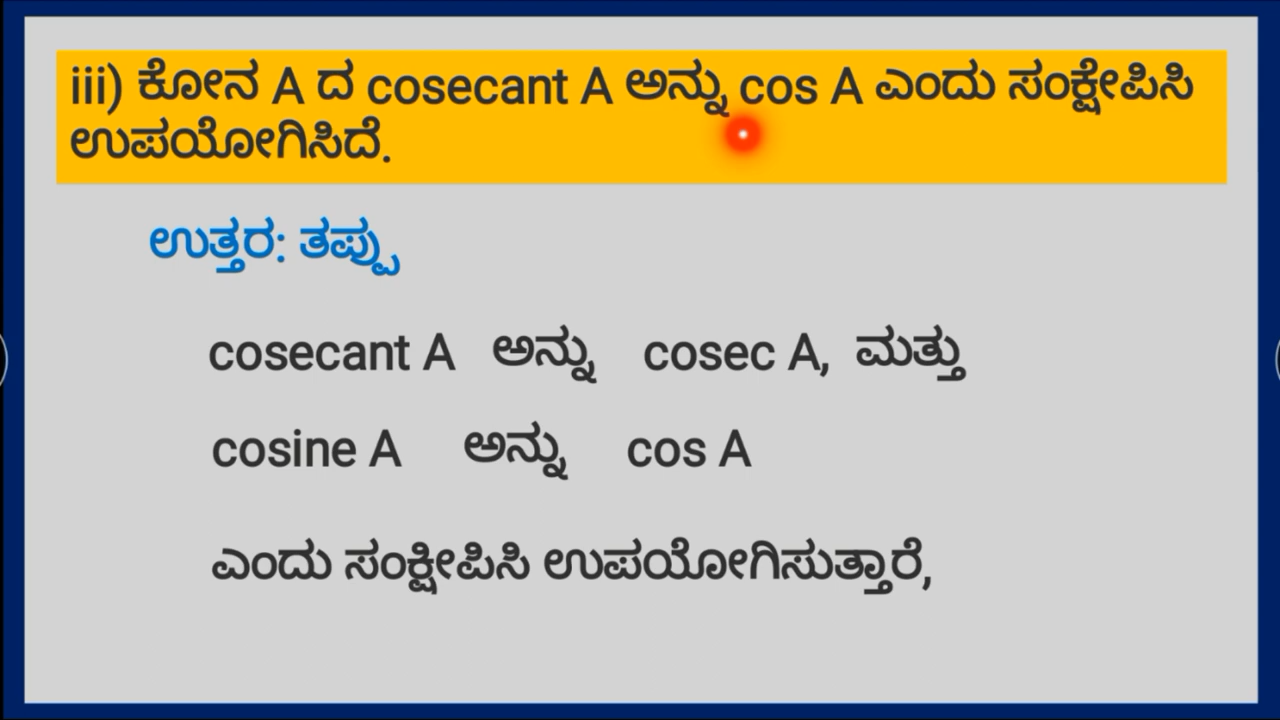 iii) ಕೋನ A ದ cosecant A ಅನ್ನು cos A ಎಂದು ಸಂಕ್ಷೇಪಿಸಿ
ಉಪಯೋಗಿಸಿದೆ.
ಉತ್ತರ: ತಪ್ಪು
cosecant A ಅನ್ನು cosec A, ಮತ್ತು
cosine A ಅನ್ನು cos A
ಎಂದು ಸಂಕ್ಷೀಪಿಸಿ ಉಪಯೋಗಿಸುತ್ತಾರೆ,